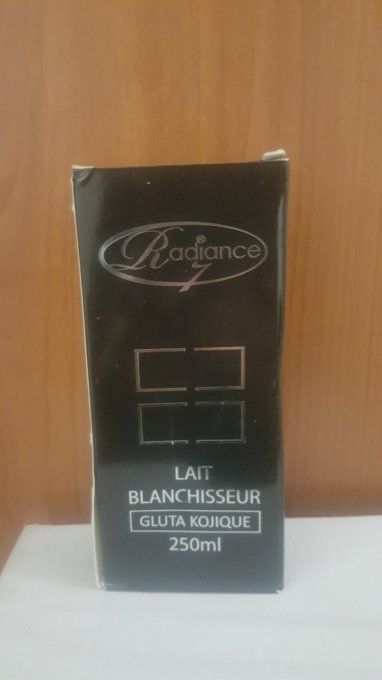 Radiance®
7
LAIT
BLANCHISSEUR
GLUTA KOJIQUE
250ml